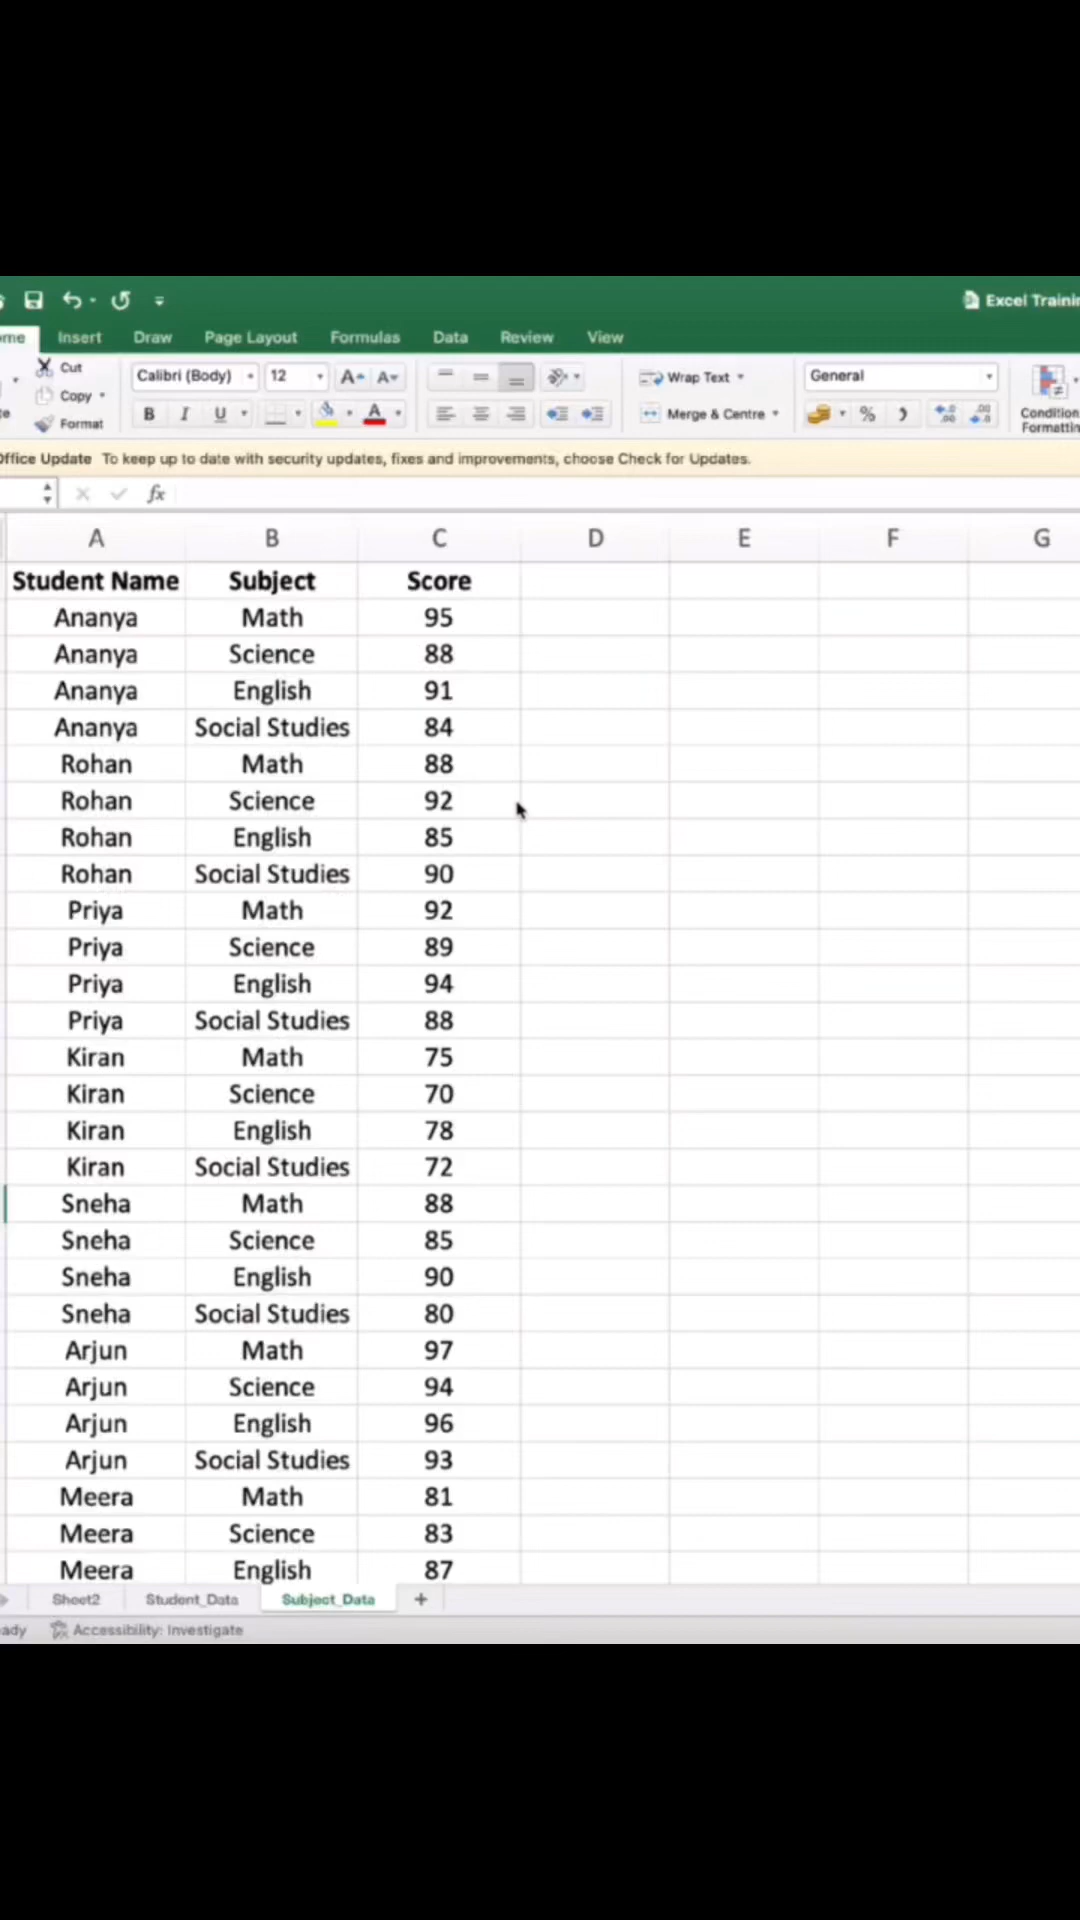 Excel Trainin
me Insert Draw Page Layout Formulas Data Review View
Cut Calibri (Body) 12 A A Wrap Text General
Copy B I U A Merge & Centre % Condition
Format Formattin
Office Update To keep up to date with security updates, fixes and improvements, choose Check for Updates.
fx
A B C D E F G
Student Name Subject Score
Ananya Math 95
Ananya Science 88
Ananya English 91
Ananya Social Studies 84
Rohan Math 88
Rohan Science 92
Rohan English 85
Rohan Social Studies 90
Priya Math 92
Priya Science 89
Priya English 94
Priya Social Studies 88
Kiran Math 75
Kiran Science 70
Kiran English 78
Kiran Social Studies 72
Sneha Math 88
Sneha Science 85
Sneha English 90
Sneha Social Studies 80
Arjun Math 97
Arjun Science 94
Arjun English 96
Arjun Social Studies 93
Meera Math 81
Meera Science 83
Meera English 87
Sheet2 Student_Data Subject_Data +
ady Accessibility: Investigate